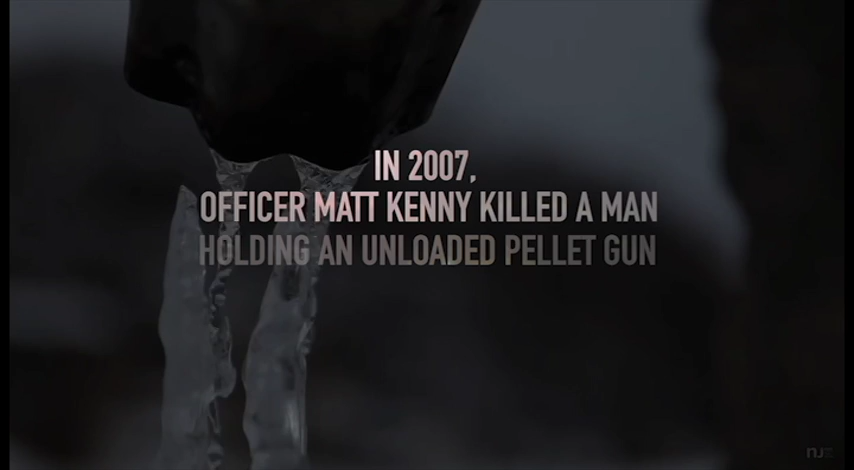 IN 2007,
OFFICER MATT KENNY KILLED A MAN
HOLDING AN UNLOADED PELLET GUN